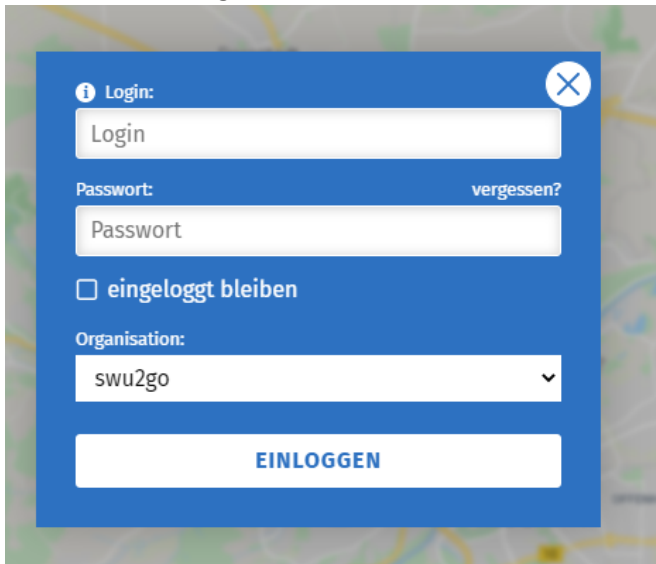 Login:
Login
Passwort: vergessen?
Passwort
eingeloggt bleiben
Organisation:
swu2go
EINLOGGEN